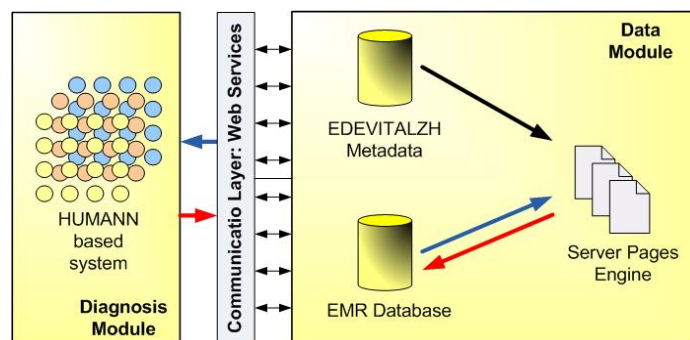 HUMANN
based
system
Diagnosis
Module
Communicatio Layer: Web Services
Data
Module
EDEVITALZH
Metadata
EMR Database
Server Pages
Engine